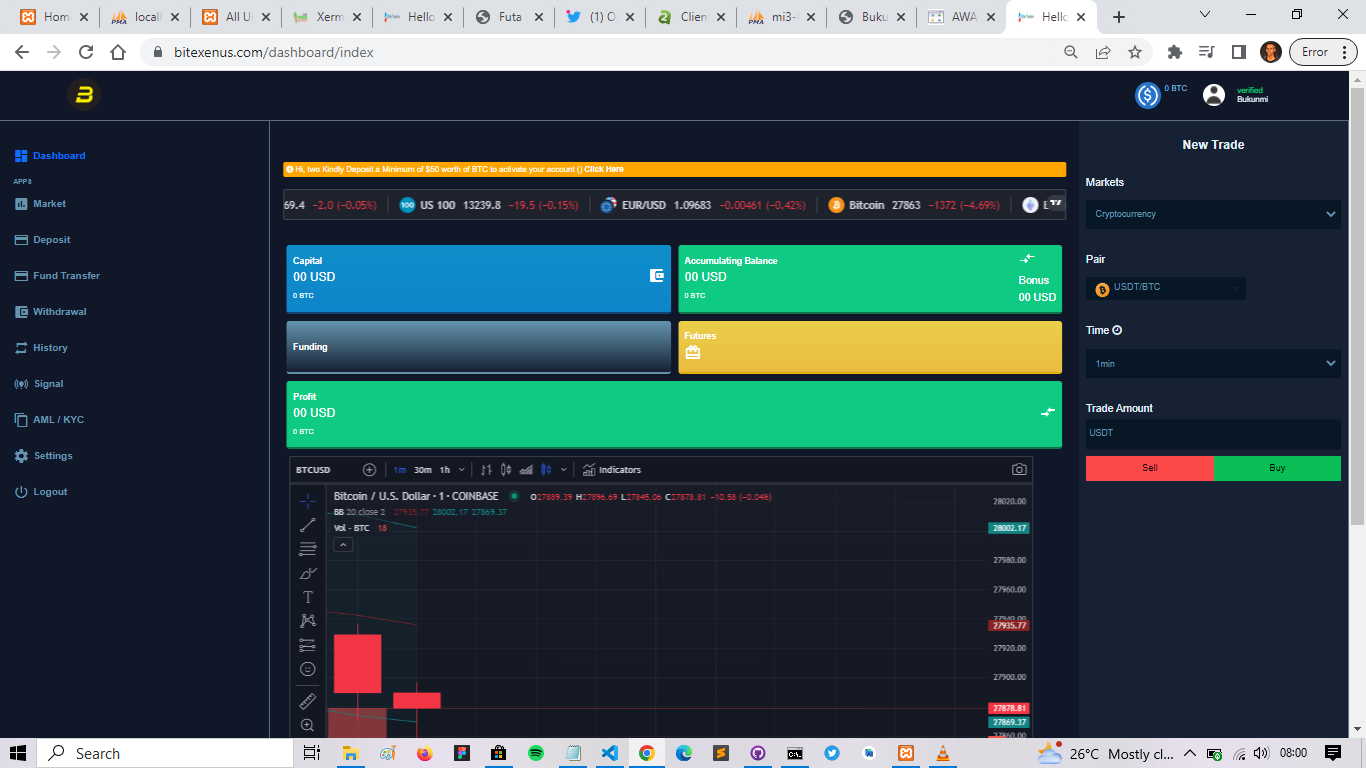 Hom
locall
All Us
Xerm
Hello
Futa
(1) O
Clien
mi3-
Buku
AWA
Hello
bitexenus.com/dashboard/index
Error
B
0 BTC
verified
Bukunmi
Dashboard
APPS
Market
Deposit
Fund Transfer
Withdrawal
History
Signal
AML / KYC
Settings
Logout
Hi, two Kindly Deposit a Minimum of $50 worth of BTC to activate your account () Click Here
69.4 −2.0 (−0.05%) 100 US 100 13239.8 −19.5 (−0.15%) EUR/USD 1.09683 −0.00461 (−0.42%) Bitcoin 27863 −1372 (−4.69%)
Capital
00 USD
0 BTC
Accumulating Balance
00 USD
0 BTC
Bonus
00 USD
Funding
Futures
Profit
00 USD
0 BTC
BTCUSD 1m 30m 1h Indicators
Bitcoin / U.S. Dollar · 1 · COINBASE O27889.39 H27896.69 L27845.06 C27878.81 −10.58 (−0.04%)
BB 20 close 2 27935.77 28002.17 27869.37
Vol · BTC 18
28020.00
28002.17
27980.00
27960.00
27940.00
27935.77
27920.00
27900.00
27878.81
27869.37
27860.00
New Trade
Markets
Cryptocurrency
Pair
USDT/BTC
Time
1min
Trade Amount
USDT
Sell
Buy
Search
26°C Mostly cl...
08:00